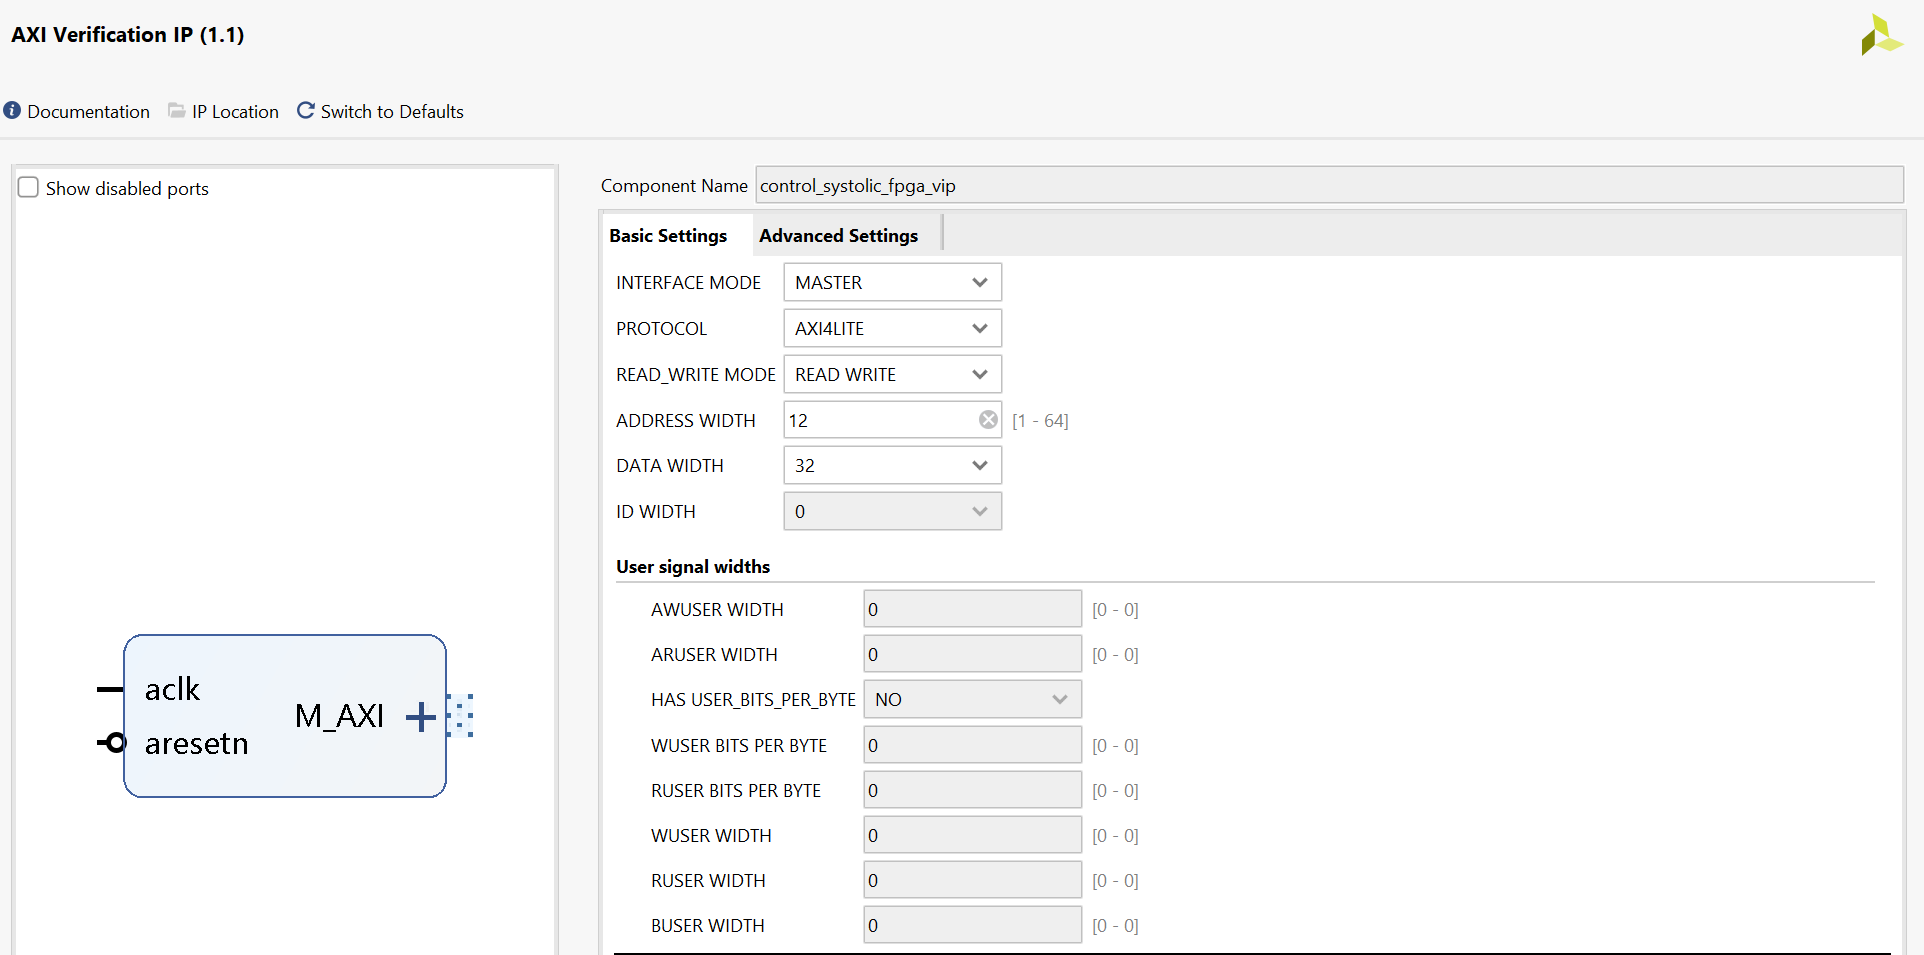 AXI Verification IP (1.1)
Documentation IP Location Switch to Defaults
Show disabled ports
aclk
aresetn
M_AXI
Component Name control_systolic_fpga_vip
Basic Settings Advanced Settings
INTERFACE MODE MASTER
PROTOCOL AXI4LITE
READ_WRITE MODE READ WRITE
ADDRESS WIDTH 12 [1 - 64]
DATA WIDTH 32
ID WIDTH 0
User signal widths
AWUSER WIDTH 0 [0 - 0]
ARUSER WIDTH 0 [0 - 0]
HAS USER_BITS_PER_BYTE NO
WUSER BITS PER BYTE 0 [0 - 0]
RUSER BITS PER BYTE 0 [0 - 0]
WUSER WIDTH 0 [0 - 0]
RUSER WIDTH 0 [0 - 0]
BUSER WIDTH 0 [0 - 0]